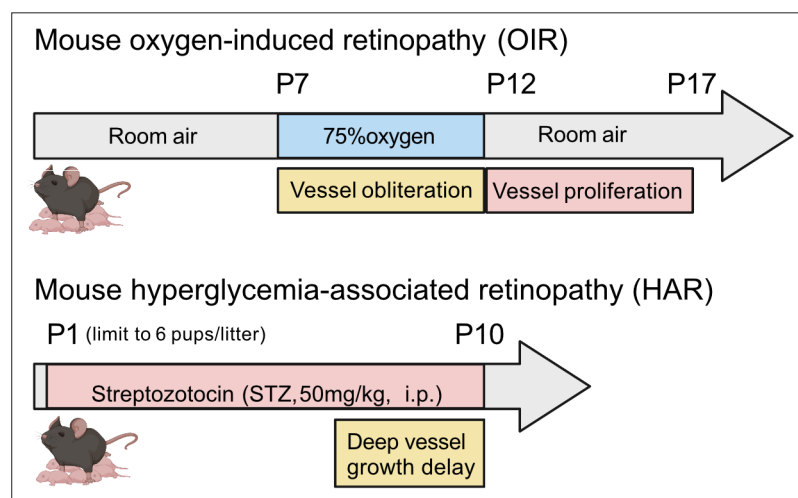 Mouse oxygen-induced retinopathy (OIR)
P7 P12 P17
Room air 75%oxygen Room air
Vessel obliteration Vessel proliferation
Mouse hyperglycemia-associated retinopathy (HAR)
P1 (limit to 6 pups/litter) P10
Streptozotocin (STZ,50mg/kg, i.p.)
Deep vessel
growth delay